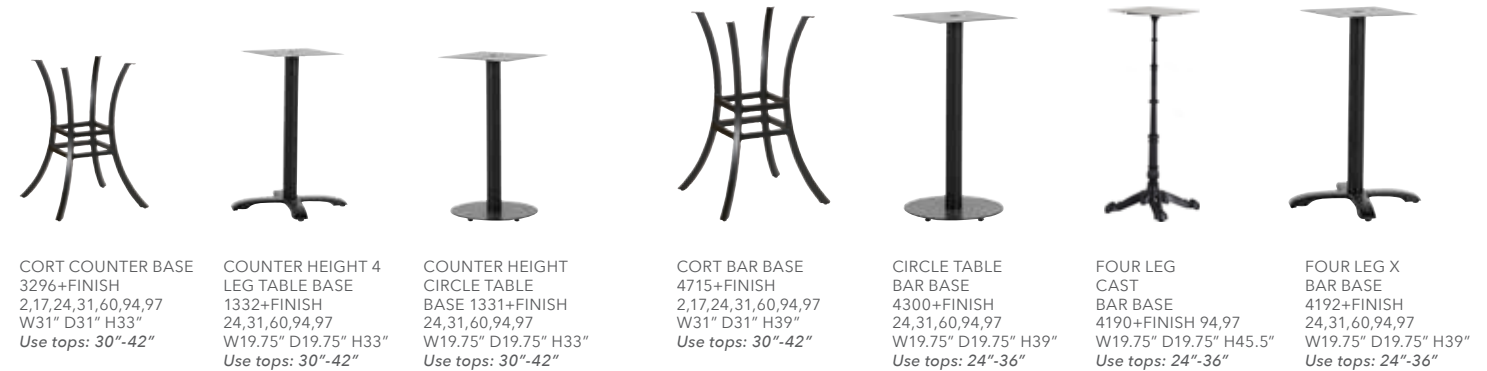 CORT COUNTER BASE
3296+FINISH
2,17,24,31,60,94,97
W31” D31” H33”
Use tops: 30”-42”
COUNTER HEIGHT 4
LEG TABLE BASE
1332+FINISH
24,31,60,94,97
W19.75” D19.75” H33”
Use tops: 30”-42”
COUNTER HEIGHT
CIRCLE TABLE
BASE 1331+FINISH
24,31,60,94,97
W19.75” D19.75” H33”
Use tops: 30”-42”
CORT BAR BASE
4715+FINISH
2,17,24,31,60,94,97
W31” D31” H39”
Use tops: 30”-42”
CIRCLE TABLE
BAR BASE
4300+FINISH
24,31,60,94,97
W19.75” D19.75” H39”
Use tops: 24”-36”
FOUR LEG
CAST
BAR BASE
4190+FINISH 94,97
W19.75” D19.75” H45.5”
Use tops: 24”-36”
FOUR LEG X
BAR BASE
4192+FINISH
24,31,60,94,97
W19.75” D19.75” H39”
Use tops: 24”-36”